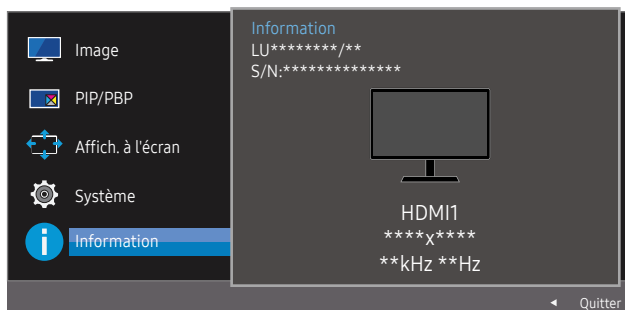 Image
PIP/PBP
Affich. à l'écran
Système
Information
Information
LU********/**
S/N:**************
HDMI1
****x****
**kHz **Hz
Quitter